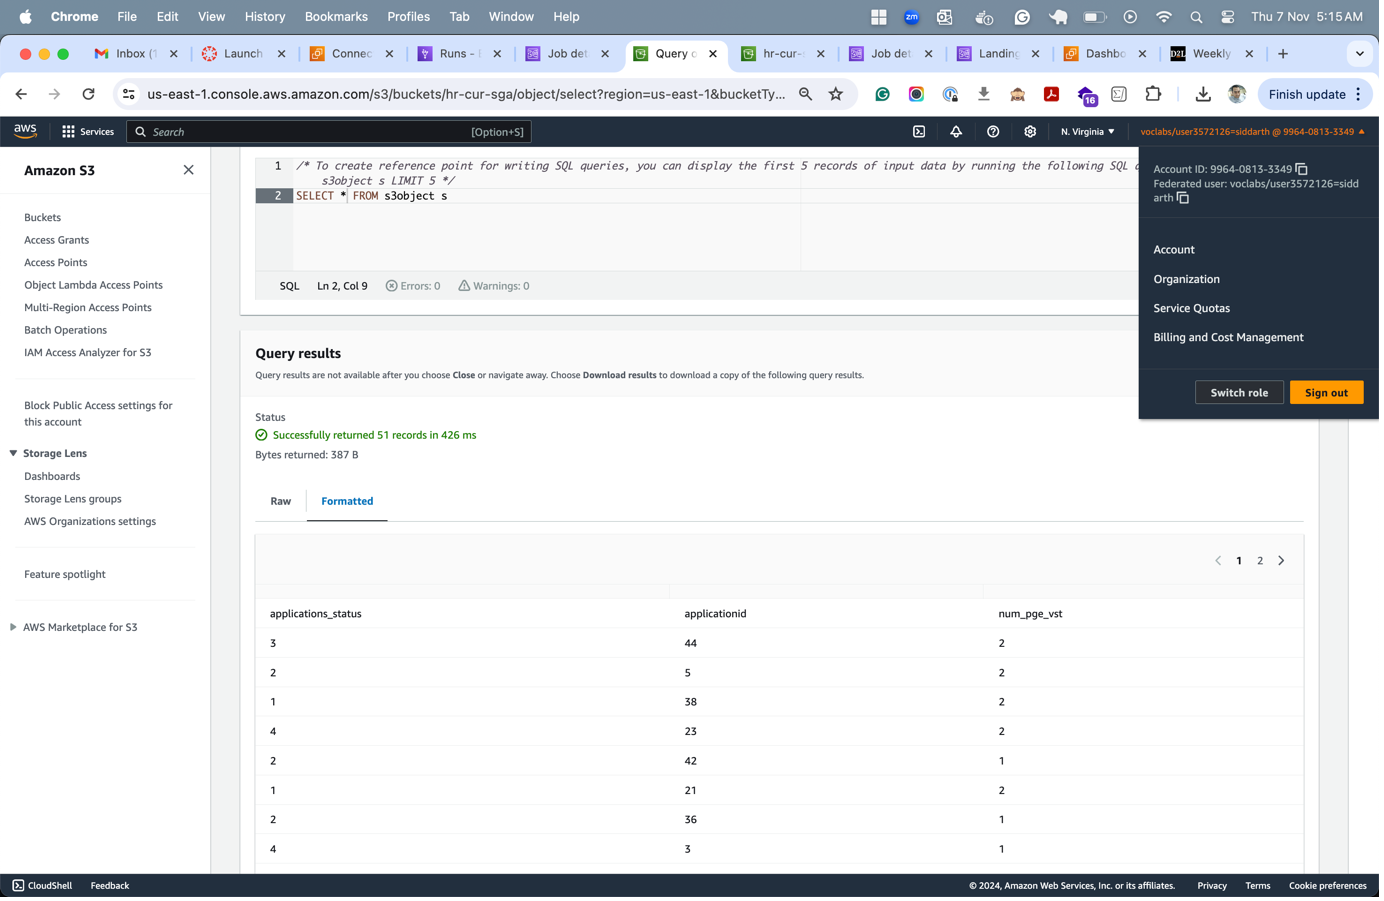 Chrome File Edit View History Bookmarks Profiles Tab Window Help
zm
Thu 7 Nov 5:15 AM
Inbox (1
Launch
Connec
Runs - E
Job det
Query o
hr-cur-s
Job det
Landing
Dashbo
D2L
Weekly
us-east-1.console.aws.amazon.com/s3/buckets/hr-cur-sga/object/select?region=us-east-1&bucketTy...
16
Finish update
aws
Services
Search
[Option+S]
N. Virginia
voclabs/user3572126=siddarth @ 9964-0813-3349
Account ID: 9964-0813-3349
Federated user: voclabs/user3572126=sidd
arth
Account
Organization
Service Quotas
Billing and Cost Management
Switch role
Sign out
Amazon S3
Buckets
Access Grants
Access Points
Object Lambda Access Points
Multi-Region Access Points
Batch Operations
IAM Access Analyzer for S3
Block Public Access settings for
this account
Storage Lens
Dashboards
Storage Lens groups
AWS Organizations settings
Feature spotlight
AWS Marketplace for S3
1 /* To create reference point for writing SQL queries, you can display the first 5 records of input data by running the following SQL
s3object s LIMIT 5 */
2 SELECT * FROM s3object s
SQL Ln 2, Col 9 Errors: 0 Warnings: 0
Query results
Query results are not available after you choose Close or navigate away. Choose Download results to download a copy of the following query results.
Status
Successfully returned 51 records in 426 ms
Bytes returned: 387 B
Raw Formatted
1 2
applications_status applicationid num_pge_vst
3 44 2
2 5 2
1 38 2
4 23 2
2 42 1
1 21 2
2 36 1
4 3 1
CloudShell Feedback
© 2024, Amazon Web Services, Inc. or its affiliates. Privacy Terms Cookie preferences